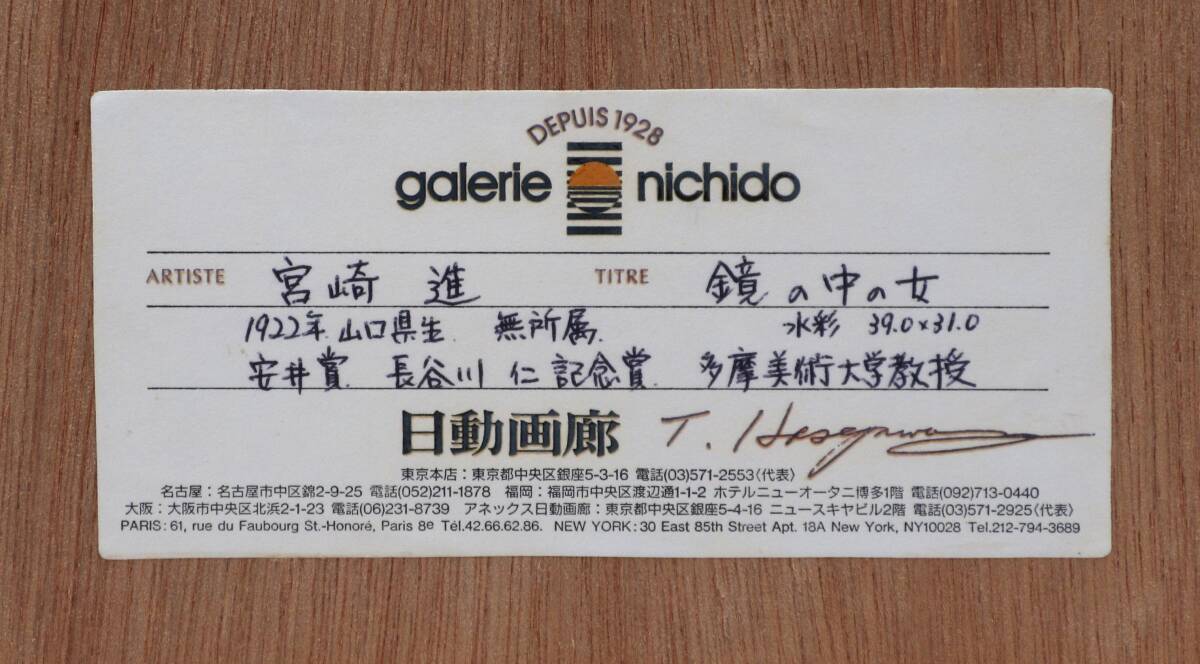 DEPUIS 1928
galerie nichido
ARTISTE 宮崎 進 TITRE 鏡の中の女
1922年 山口県生. 無所属. 水彩 39.0×31.0
安井賞. 長谷川 仁 記念賞. 多摩美術大学教授
日動画廊 T. Hasegawa
東京本店：東京都中央区銀座5-3-16 電話(03)571-2553〈代表〉
名古屋：名古屋市中区錦2-9-25 電話(052)211-1878 福岡：福岡市中央区渡辺通1-1-2 ホテルニューオータニ博多1階 電話(092)713-0440
大阪：大阪市中央区北浜2-1-23 電話(06)231-8739 アネックス日動画廊：東京都中央区銀座5-4-16 ニュースキヤビル2階 電話(03)571-2925〈代表〉
PARIS: 61, rue du Faubourg St.-Honoré, Paris 8e Tél.42.66.62.86. NEW YORK: 30 East 85th Street Apt. 18A New York, NY10028 Tel.212-794-3689